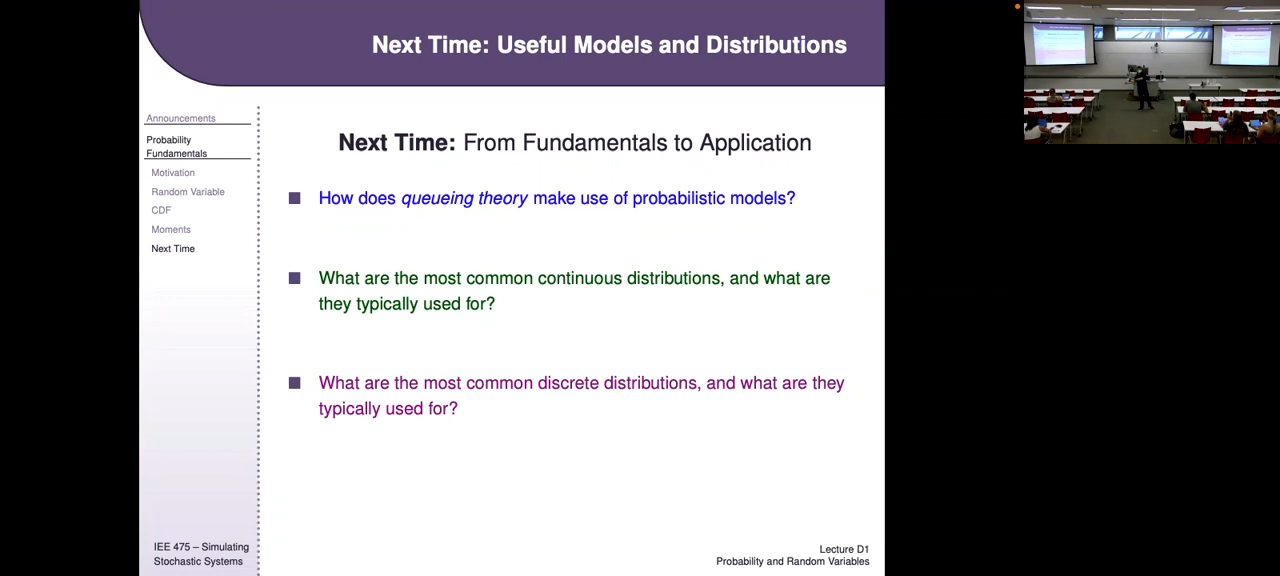 Next Time: Useful Models and Distributions
Announcements
Probability
Fundamentals
Motivation
Random Variable
CDF
Moments
Next Time
Next Time: From Fundamentals to Application
How does queueing theory make use of probabilistic models?
What are the most common continuous distributions, and what are
they typically used for?
What are the most common discrete distributions, and what are they
typically used for?
IEE 475 – Simulating
Stochastic Systems
Lecture D1
Probability and Random Variables